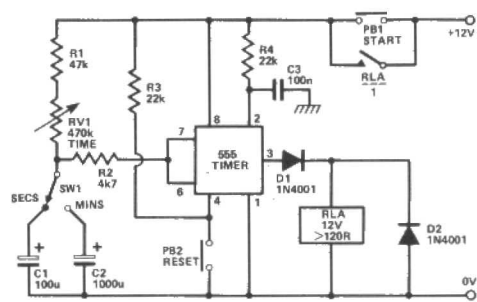 R1
47k
RV1
470k
TIME
R2
4k7
SECS
SW1
MINS
+
C1
100u
+
C2
1000u
R3
22k
PB2
RESET
R4
22k
C3
100n
8
2
7
6
4
1
3
555
TIMER
D1
1N4001
RLA
12V
>120R
D2
1N4001
PB1
START
RLA
1
+12V
0V